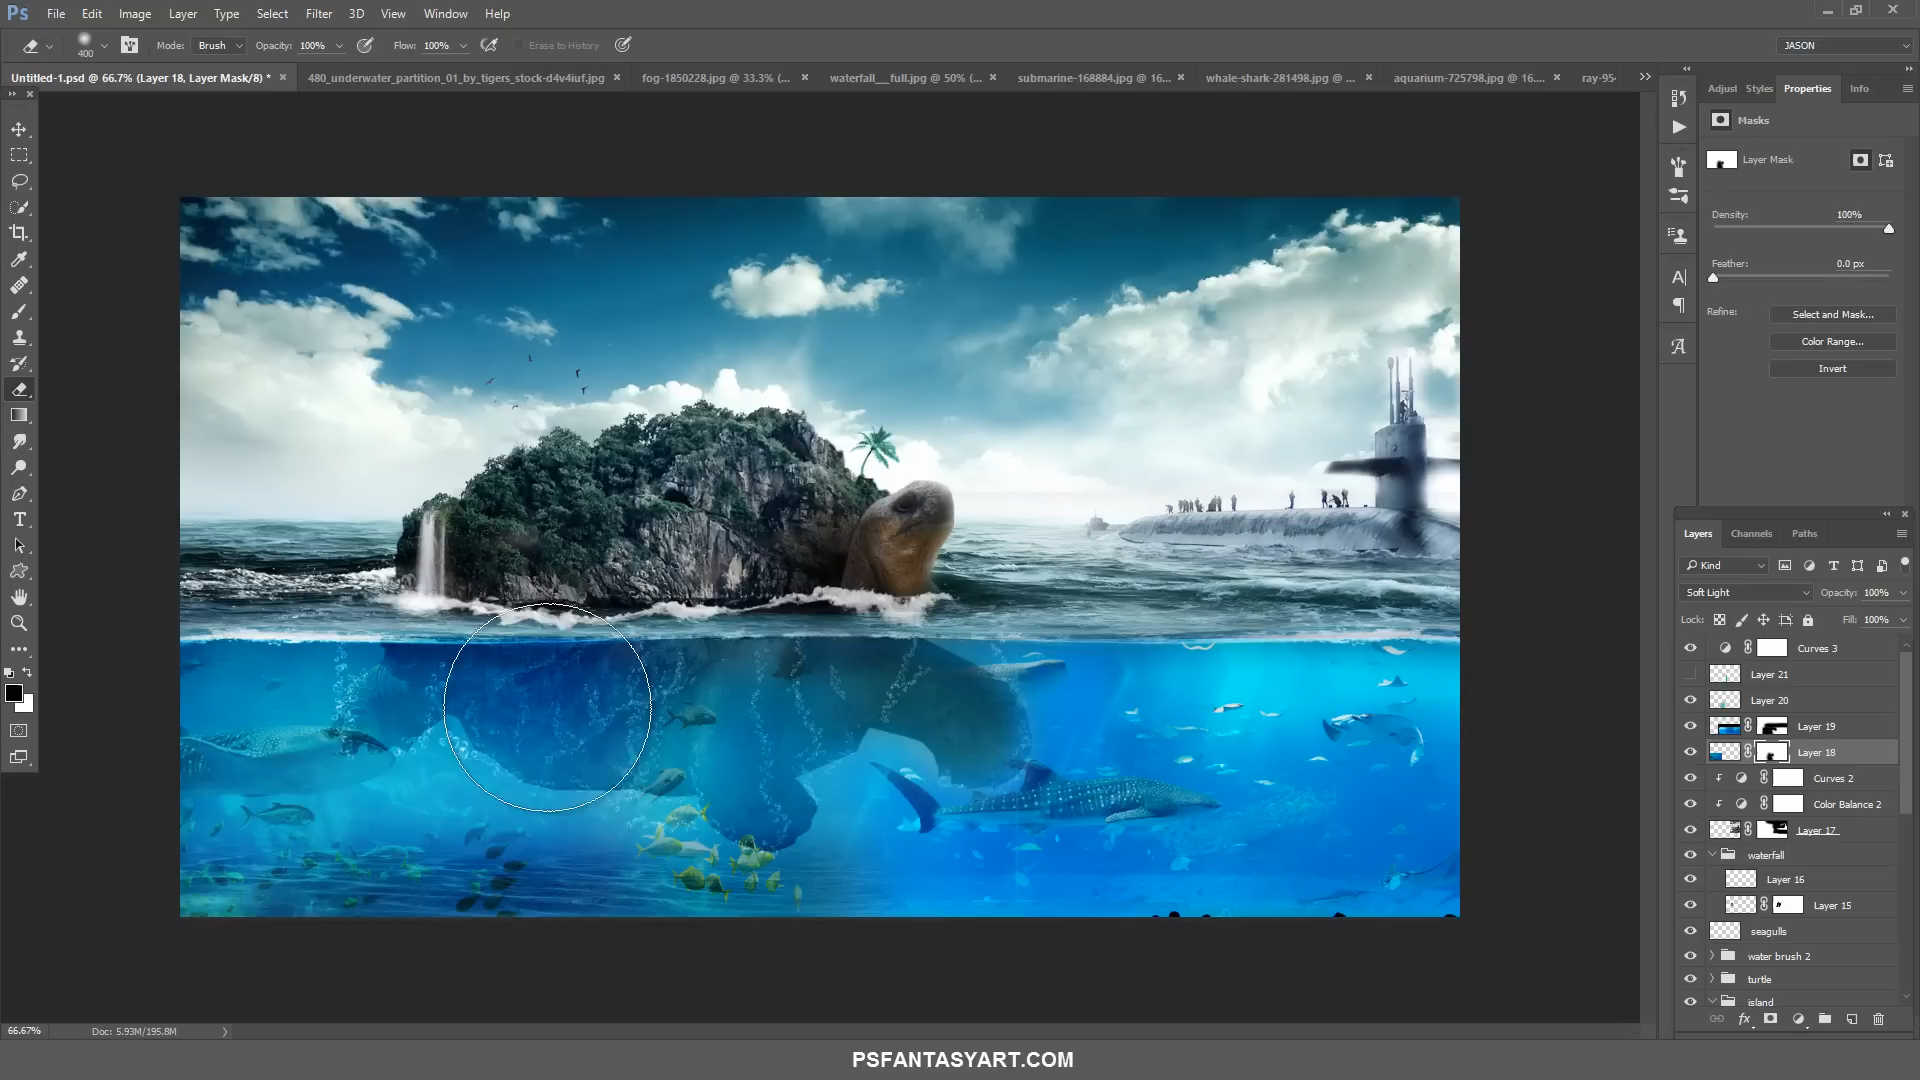 Ps File Edit Image Layer Type Select Filter 3D View Window Help
400 Mode: Brush Opacity: 100% Flow: 100% Erase to History JASON
Untitled-1.psd @ 66.7% (Layer 18, Layer Mask/8) * × 480_underwater_partition_01_by_tigers_stock-d4v4iuf.jpg × fog-1850228.jpg @ 33.3% (... × waterfall__full.jpg @ 50% (... × submarine-168884.jpg @ 16.... × whale-shark-281498.jpg @ ... × aquarium-725798.jpg @ 16.... × ray-954
Adjust Styles Properties Info
Masks
Layer Mask
Density: 100%
Feather: 0.0 px
Refine: Select and Mask...
Color Range...
Invert
Layers Channels Paths
Kind
Soft Light Opacity: 100%
Lock: Fill: 100%
Curves 3
Layer 21
Layer 20
Layer 19
Layer 18
Curves 2
Color Balance 2
Layer 17
waterfall
Layer 16
Layer 15
seagulls
water brush 2
turtle
island
fx
66.67% Doc: 5.93M/195.8M
PSFANTASYART.COM